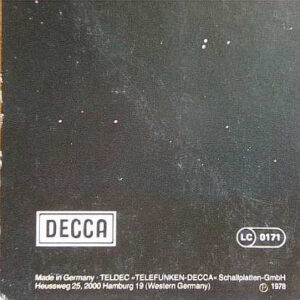 DECCA
LC 0171
Made in Germany · TELDEC »TELEFUNKEN-DECCA« Schallplatten-GmbH
Heussweg 25, 2000 Hamburg 19 (Western Germany) ℗ 1978